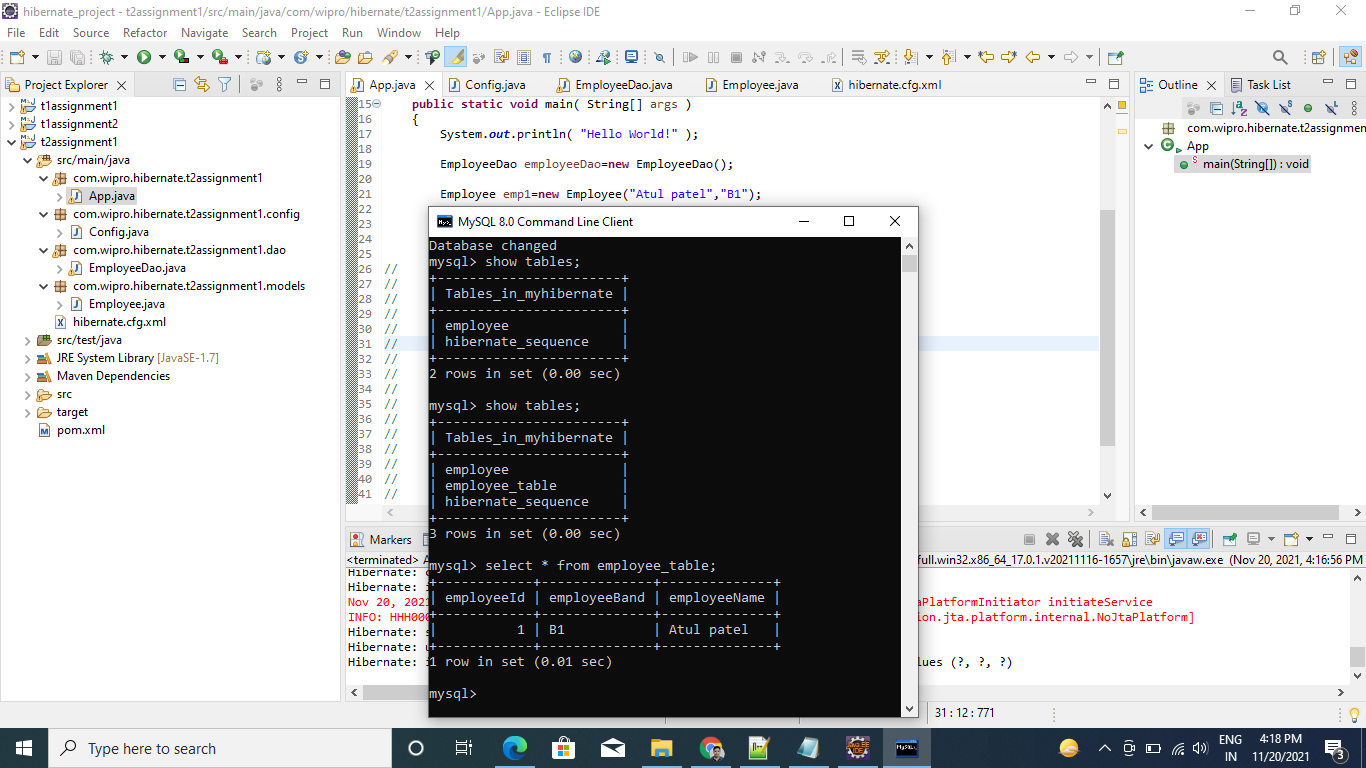 hibernate_project - t2assignment1/src/main/java/com/wipro/hibernate/t2assignment1/App.java - Eclipse IDE
File Edit Source Refactor Navigate Search Project Run Window Help
Project Explorer
t1assignment1
t1assignment2
t2assignment1
src/main/java
com.wipro.hibernate.t2assignment1
App.java
com.wipro.hibernate.t2assignment1.config
Config.java
com.wipro.hibernate.t2assignment1.dao
EmployeeDao.java
com.wipro.hibernate.t2assignment1.models
Employee.java
hibernate.cfg.xml
src/test/java
JRE System Library [JavaSE-1.7]
Maven Dependencies
src
target
pom.xml
App.java Config.java EmployeeDao.java Employee.java hibernate.cfg.xml
15 public static void main( String[] args )
16 {
17 System.out.println( "Hello World!" );
18
19 EmployeeDao employeeDao=new EmployeeDao();
20
21 Employee emp1=new Employee("Atul patel","B1");
22
23
24
25
26 //
27 //
28 //
29 //
30 //
31 //
32 //
33 //
34 //
35 //
36 //
37 //
38 //
39 //
40 //
41 //
MySQL 8.0 Command Line Client
Database changed
mysql> show tables;
+-----------------------+
| Tables_in_myhibernate |
+-----------------------+
| employee |
| hibernate_sequence |
+-----------------------+
2 rows in set (0.00 sec)
mysql> show tables;
+-----------------------+
| Tables_in_myhibernate |
+-----------------------+
| employee |
| employee_table |
| hibernate_sequence |
+-----------------------+
3 rows in set (0.00 sec)
mysql> select * from employee_table;
+------------+--------------+--------------+
| employeeId | employeeBand | employeeName |
+------------+--------------+--------------+
| 1 | B1 | Atul patel |
+------------+--------------+--------------+
1 row in set (0.01 sec)
mysql>
Outline Task List
com.wipro.hibernate.t2assignmen
App
main(String[]) : void
Markers
<terminated> full.win32.x86_64_17.0.1.v20211116-1657\jre\bin\javaw.exe (Nov 20, 2021, 4:16:56 PM
Hibernate:
Hibernate:
Nov 20, 202 aPlatformInitiator initiateService
INFO: HHH000 ion.jta.platform.internal.NoJtaPlatform]
Hibernate:
Hibernate:
Hibernate: lues (?, ?, ?)
31 : 12 : 771
Type here to search
ENG
IN
4:18 PM
11/20/2021
3